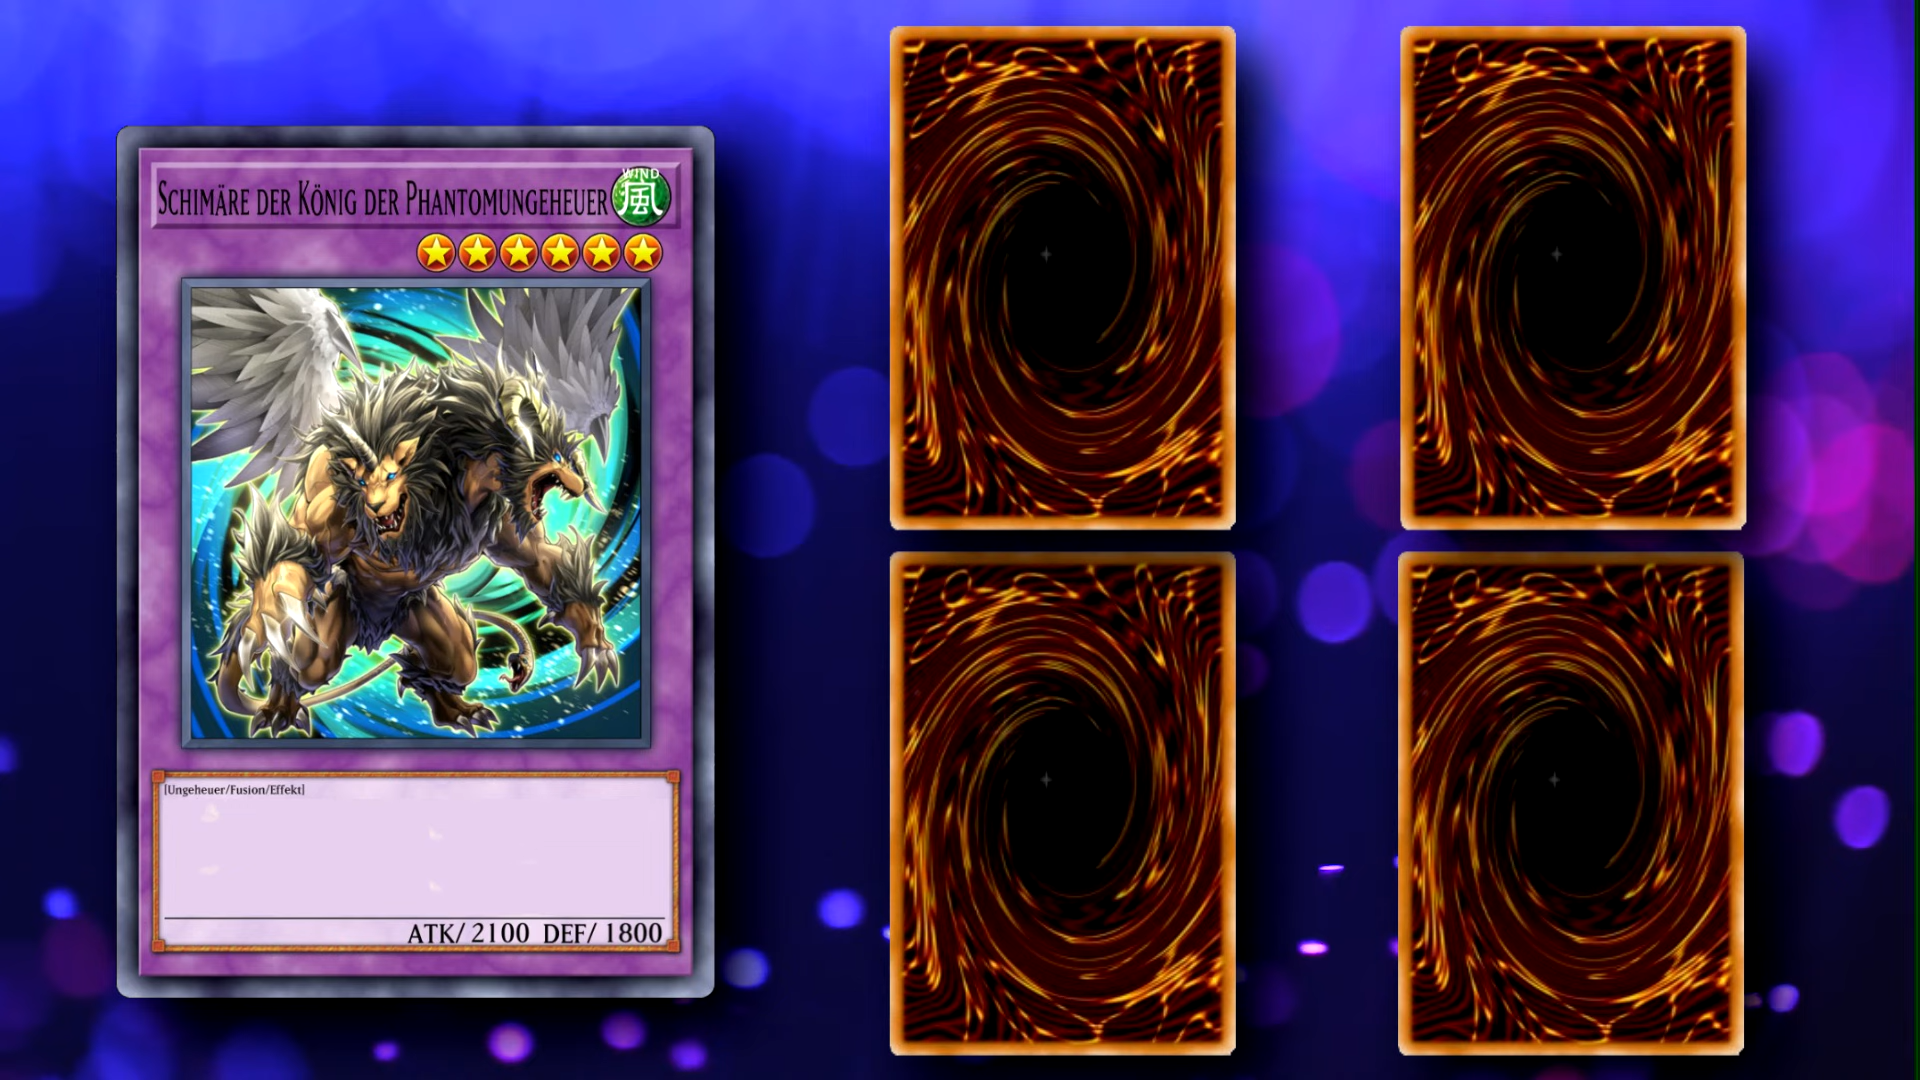 SCHIMÄRE DER KÖNIG DER PHANTOMUNGEHEUER
WIND
風
[Ungeheuer/Fusion/Effekt]
ATK/ 2100 DEF/ 1800